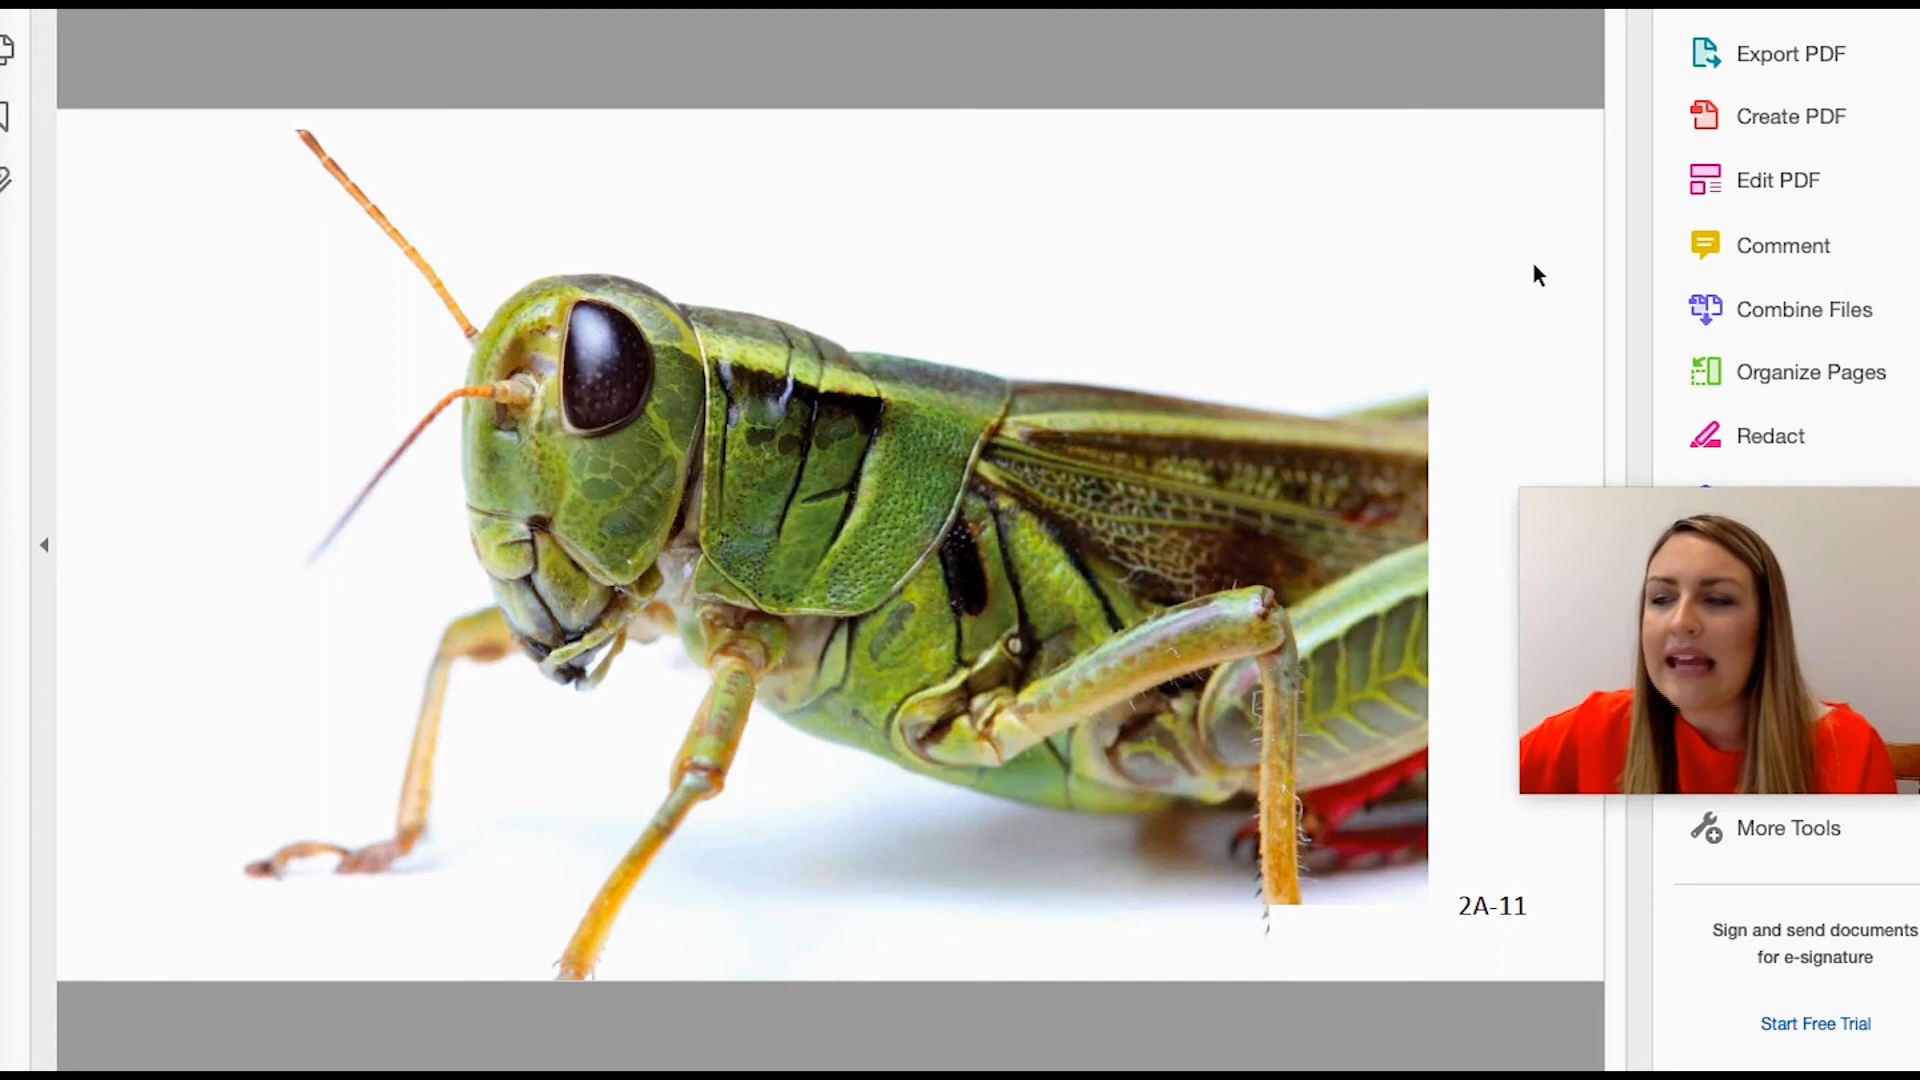 Export PDF
Create PDF
Edit PDF
Comment
Combine Files
Organize Pages
Redact
More Tools
2A-11
Sign and send documents
for e-signature
Start Free Trial